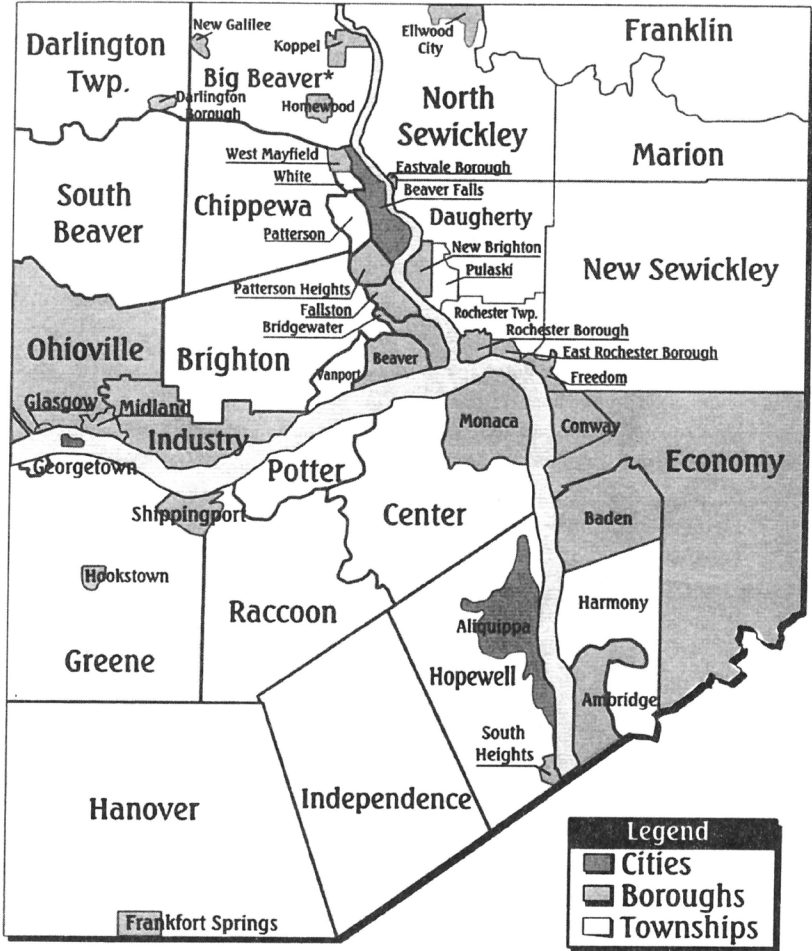 New Galilee
Koppel
Ellwood
City
Franklin
Darlington
Twp.
Big Beaver*
Darlington
Borough
Homewood
North
Sewickley
Marion
West Mayfield
White
Eastvale Borough
Beaver Falls
South
Beaver
Chippewa
Patterson
Daugherty
New Brighton
Pulaski
New Sewickley
Patterson Heights
Fallston
Bridgewater
Rochester Twp.
Rochester Borough
East Rochester Borough
Freedom
Ohioville
Brighton
Vanport
Beaver
Glasgow
Midland
Industry
Monaca
Conway
Georgetown
Potter
Economy
Shippingport
Center
Baden
Hookstown
Raccoon
Aliquippa
Harmony
Greene
Hopewell
Ambridge
South
Heights
Hanover
Independence
Frankfort Springs
Legend
Cities
Boroughs
Townships